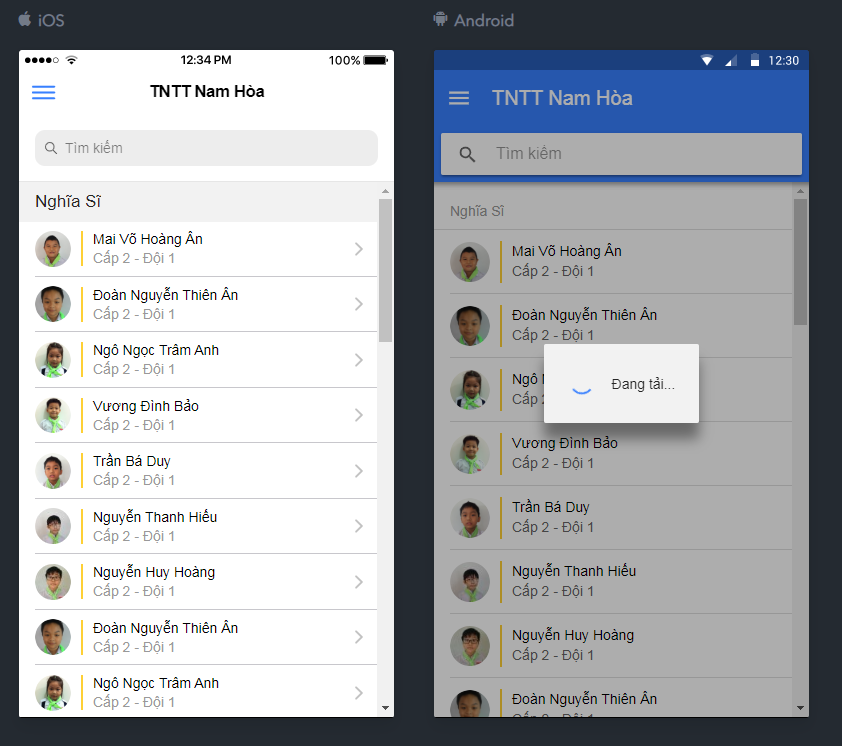 iOS
12:34 PM
100%
TNTT Nam Hòa
Tìm kiếm
Nghĩa Sĩ
Mai Võ Hoàng Ân
Cấp 2 - Đội 1
Đoàn Nguyễn Thiên Ân
Cấp 2 - Đội 1
Ngô Ngọc Trâm Anh
Cấp 2 - Đội 1
Vương Đình Bảo
Cấp 2 - Đội 1
Trần Bá Duy
Cấp 2 - Đội 1
Nguyễn Thanh Hiếu
Cấp 2 - Đội 1
Nguyễn Huy Hoàng
Cấp 2 - Đội 1
Đoàn Nguyễn Thiên Ân
Cấp 2 - Đội 1
Ngô Ngọc Trâm Anh
Cấp 2 - Đội 1
Android
12:30
TNTT Nam Hòa
Tìm kiếm
Nghĩa Sĩ
Mai Võ Hoàng Ân
Cấp 2 - Đội 1
Đoàn Nguyễn Thiên Ân
Cấp 2 - Đội 1
Ngô
Cấp
Đang tải...
Vương Đình Bảo
Cấp 2 - Đội 1
Trần Bá Duy
Cấp 2 - Đội 1
Nguyễn Thanh Hiếu
Cấp 2 - Đội 1
Nguyễn Huy Hoàng
Cấp 2 - Đội 1
Đoàn Nguyễn Thiên Ân
Cấp 2 - Đội 1